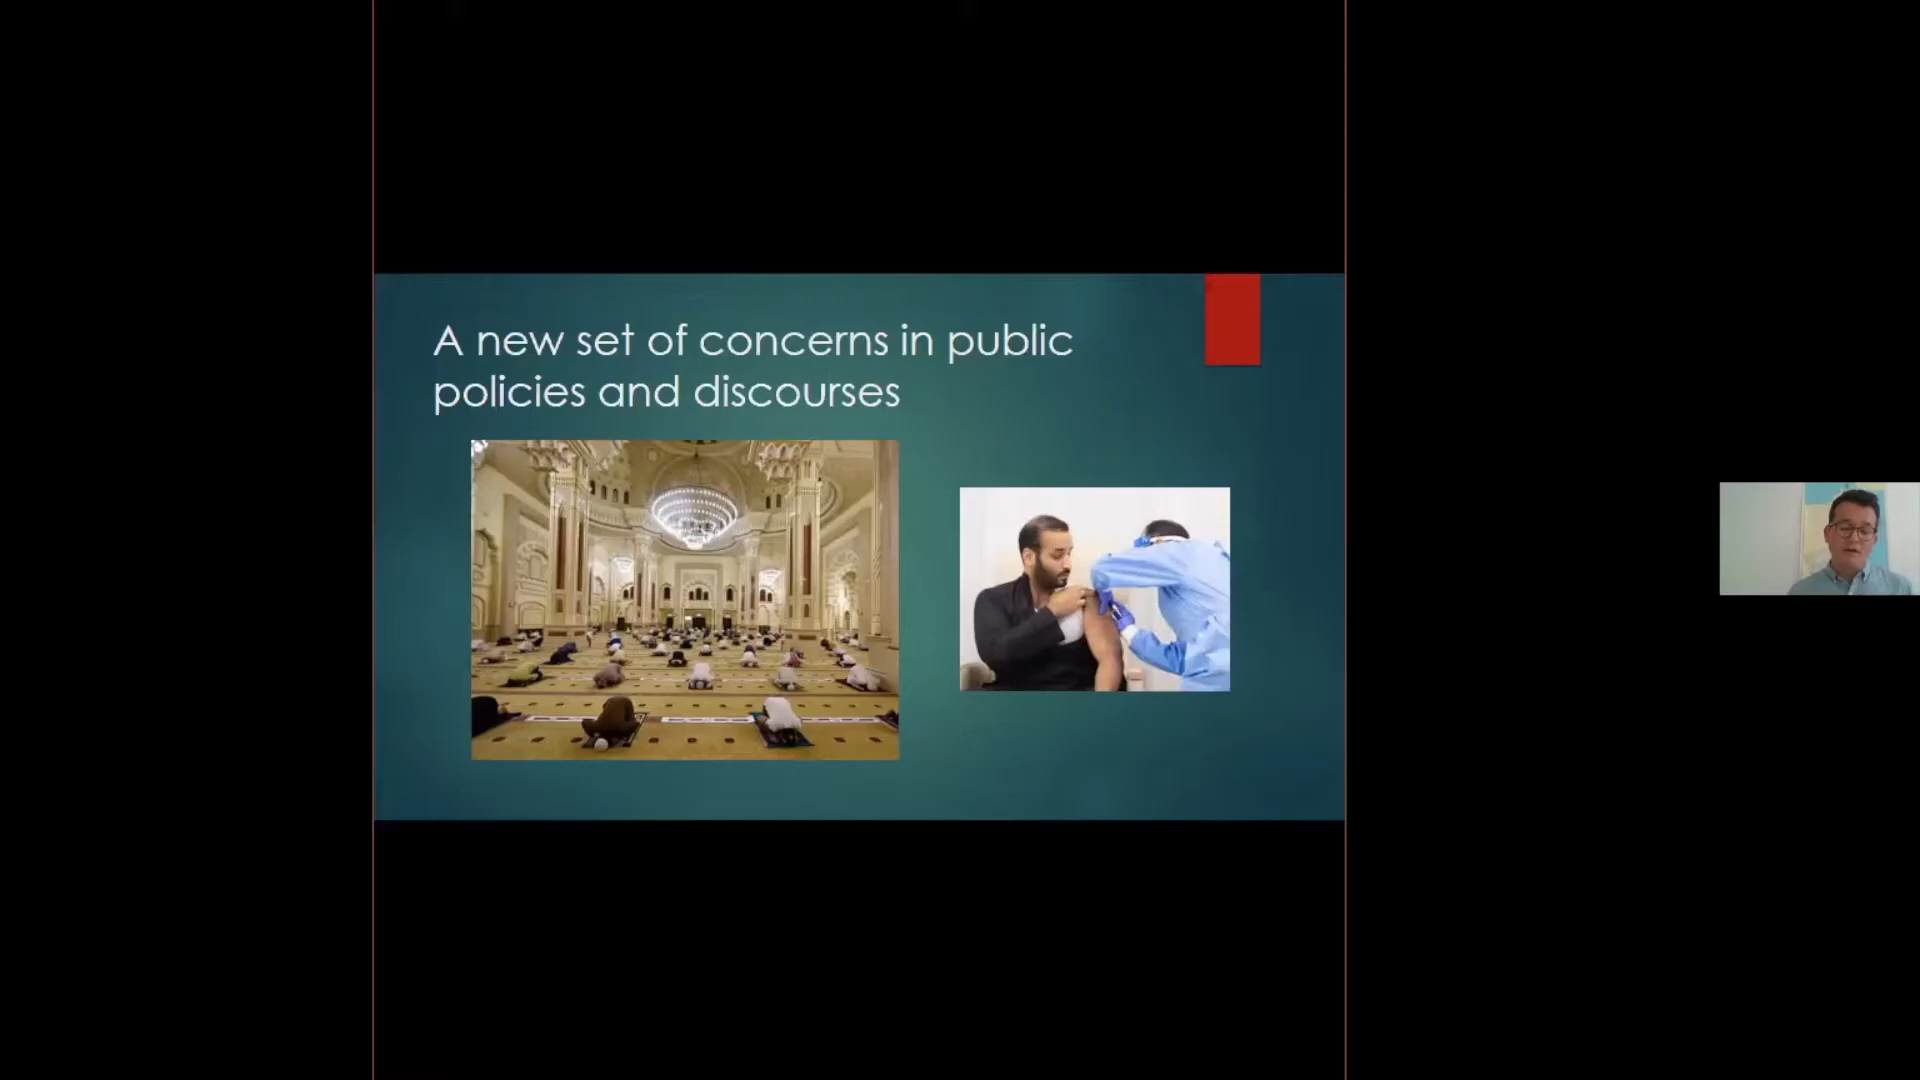 A new set of concerns in public
policies and discourses